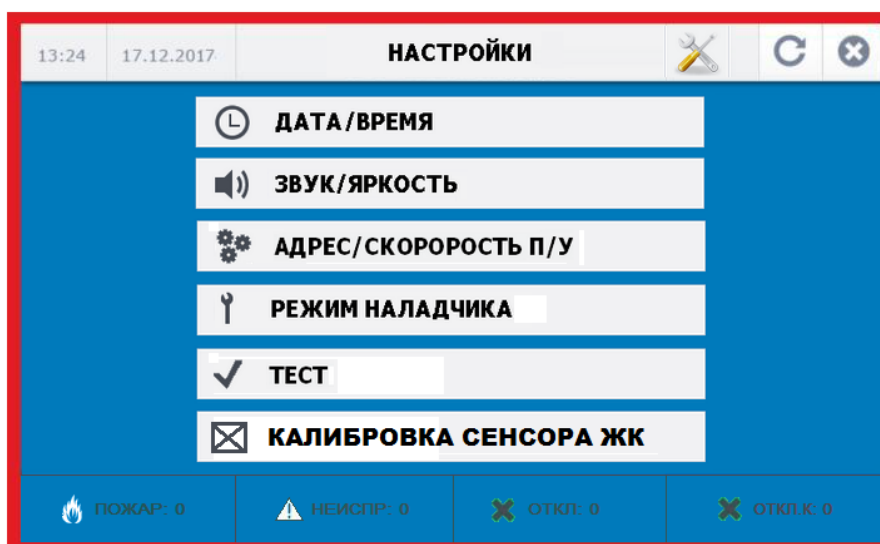 13:24 17.12.2017 НАСТРОЙКИ
ДАТА/ВРЕМЯ
ЗВУК/ЯРКОСТЬ
АДРЕС/СКОРОРОСТЬ П/У
РЕЖИМ НАЛАДЧИКА
ТЕСТ
КАЛИБРОВКА СЕНСОРА ЖК
ПОЖАР: 0 НЕИСПР: 0 ОТКЛ: 0 ОТКЛ.К: 0